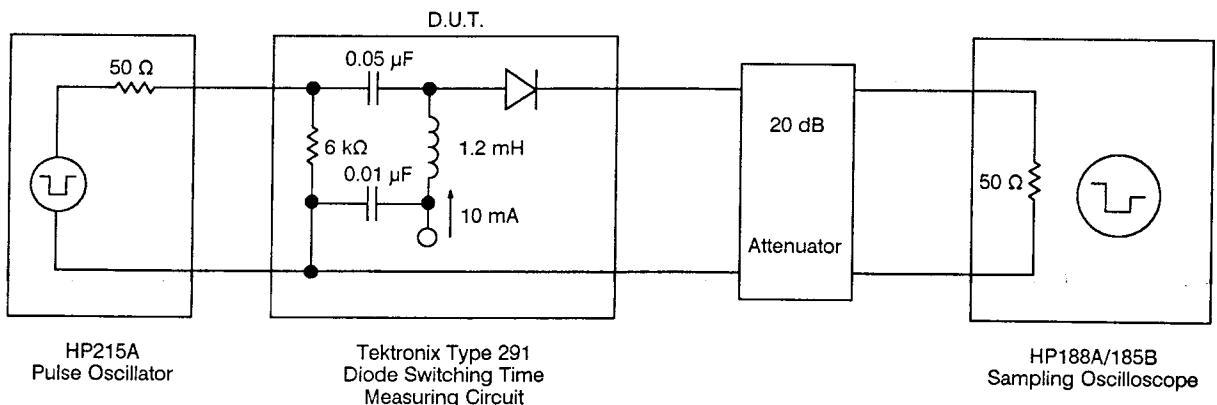 D.U.T.
50 Ω
0.05 µF
6 kΩ
1.2 mH
0.01 µF
10 mA
20 dB
Attenuator
50 Ω
HP215A
Pulse Oscillator
Tektronix Type 291
Diode Switching Time
Measuring Circuit
HP188A/185B
Sampling Oscilloscope